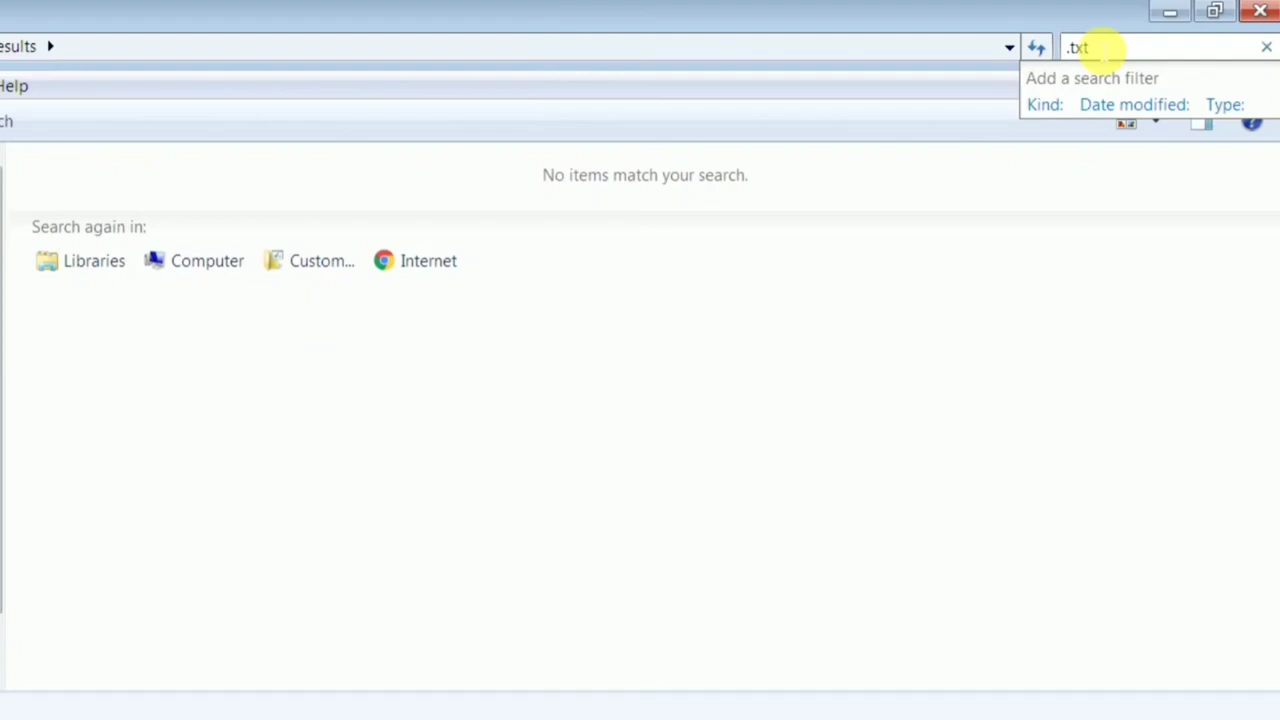 esults
.txt
Add a search filter
Kind: Date modified: Type:
Help
ch
No items match your search.
Search again in:
Libraries Computer Custom... Internet